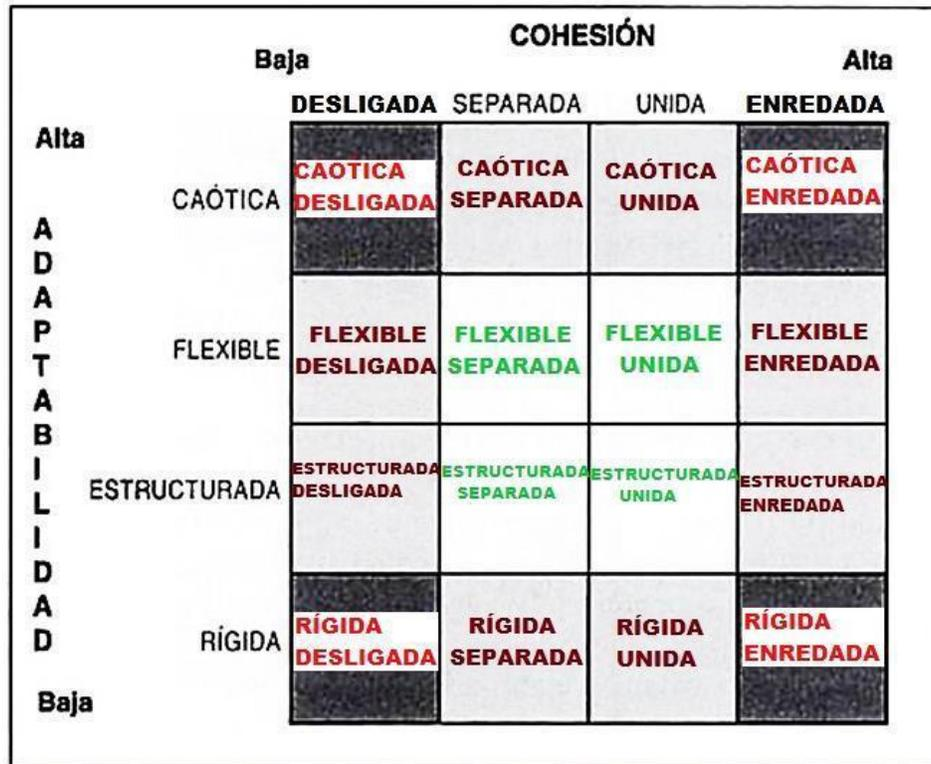 COHESIÓN
Baja
Alta
DESLIGADA SEPARADA UNIDA ENREDADA
Alta
ADAPTABILIDAD
Baja
CAÓTICA
CAÓTICA
DESLIGADA
CAÓTICA
SEPARADA
CAÓTICA
UNIDA
CAÓTICA
ENREDADA
FLEXIBLE
FLEXIBLE
DESLIGADA
FLEXIBLE
SEPARADA
FLEXIBLE
UNIDA
FLEXIBLE
ENREDADA
ESTRUCTURADA
ESTRUCTURADA
DESLIGADA
ESTRUCTURADA
SEPARADA
ESTRUCTURADA
UNIDA
ESTRUCTURADA
ENREDADA
RÍGIDA
RÍGIDA
DESLIGADA
RÍGIDA
SEPARADA
RÍGIDA
UNIDA
RÍGIDA
ENREDADA